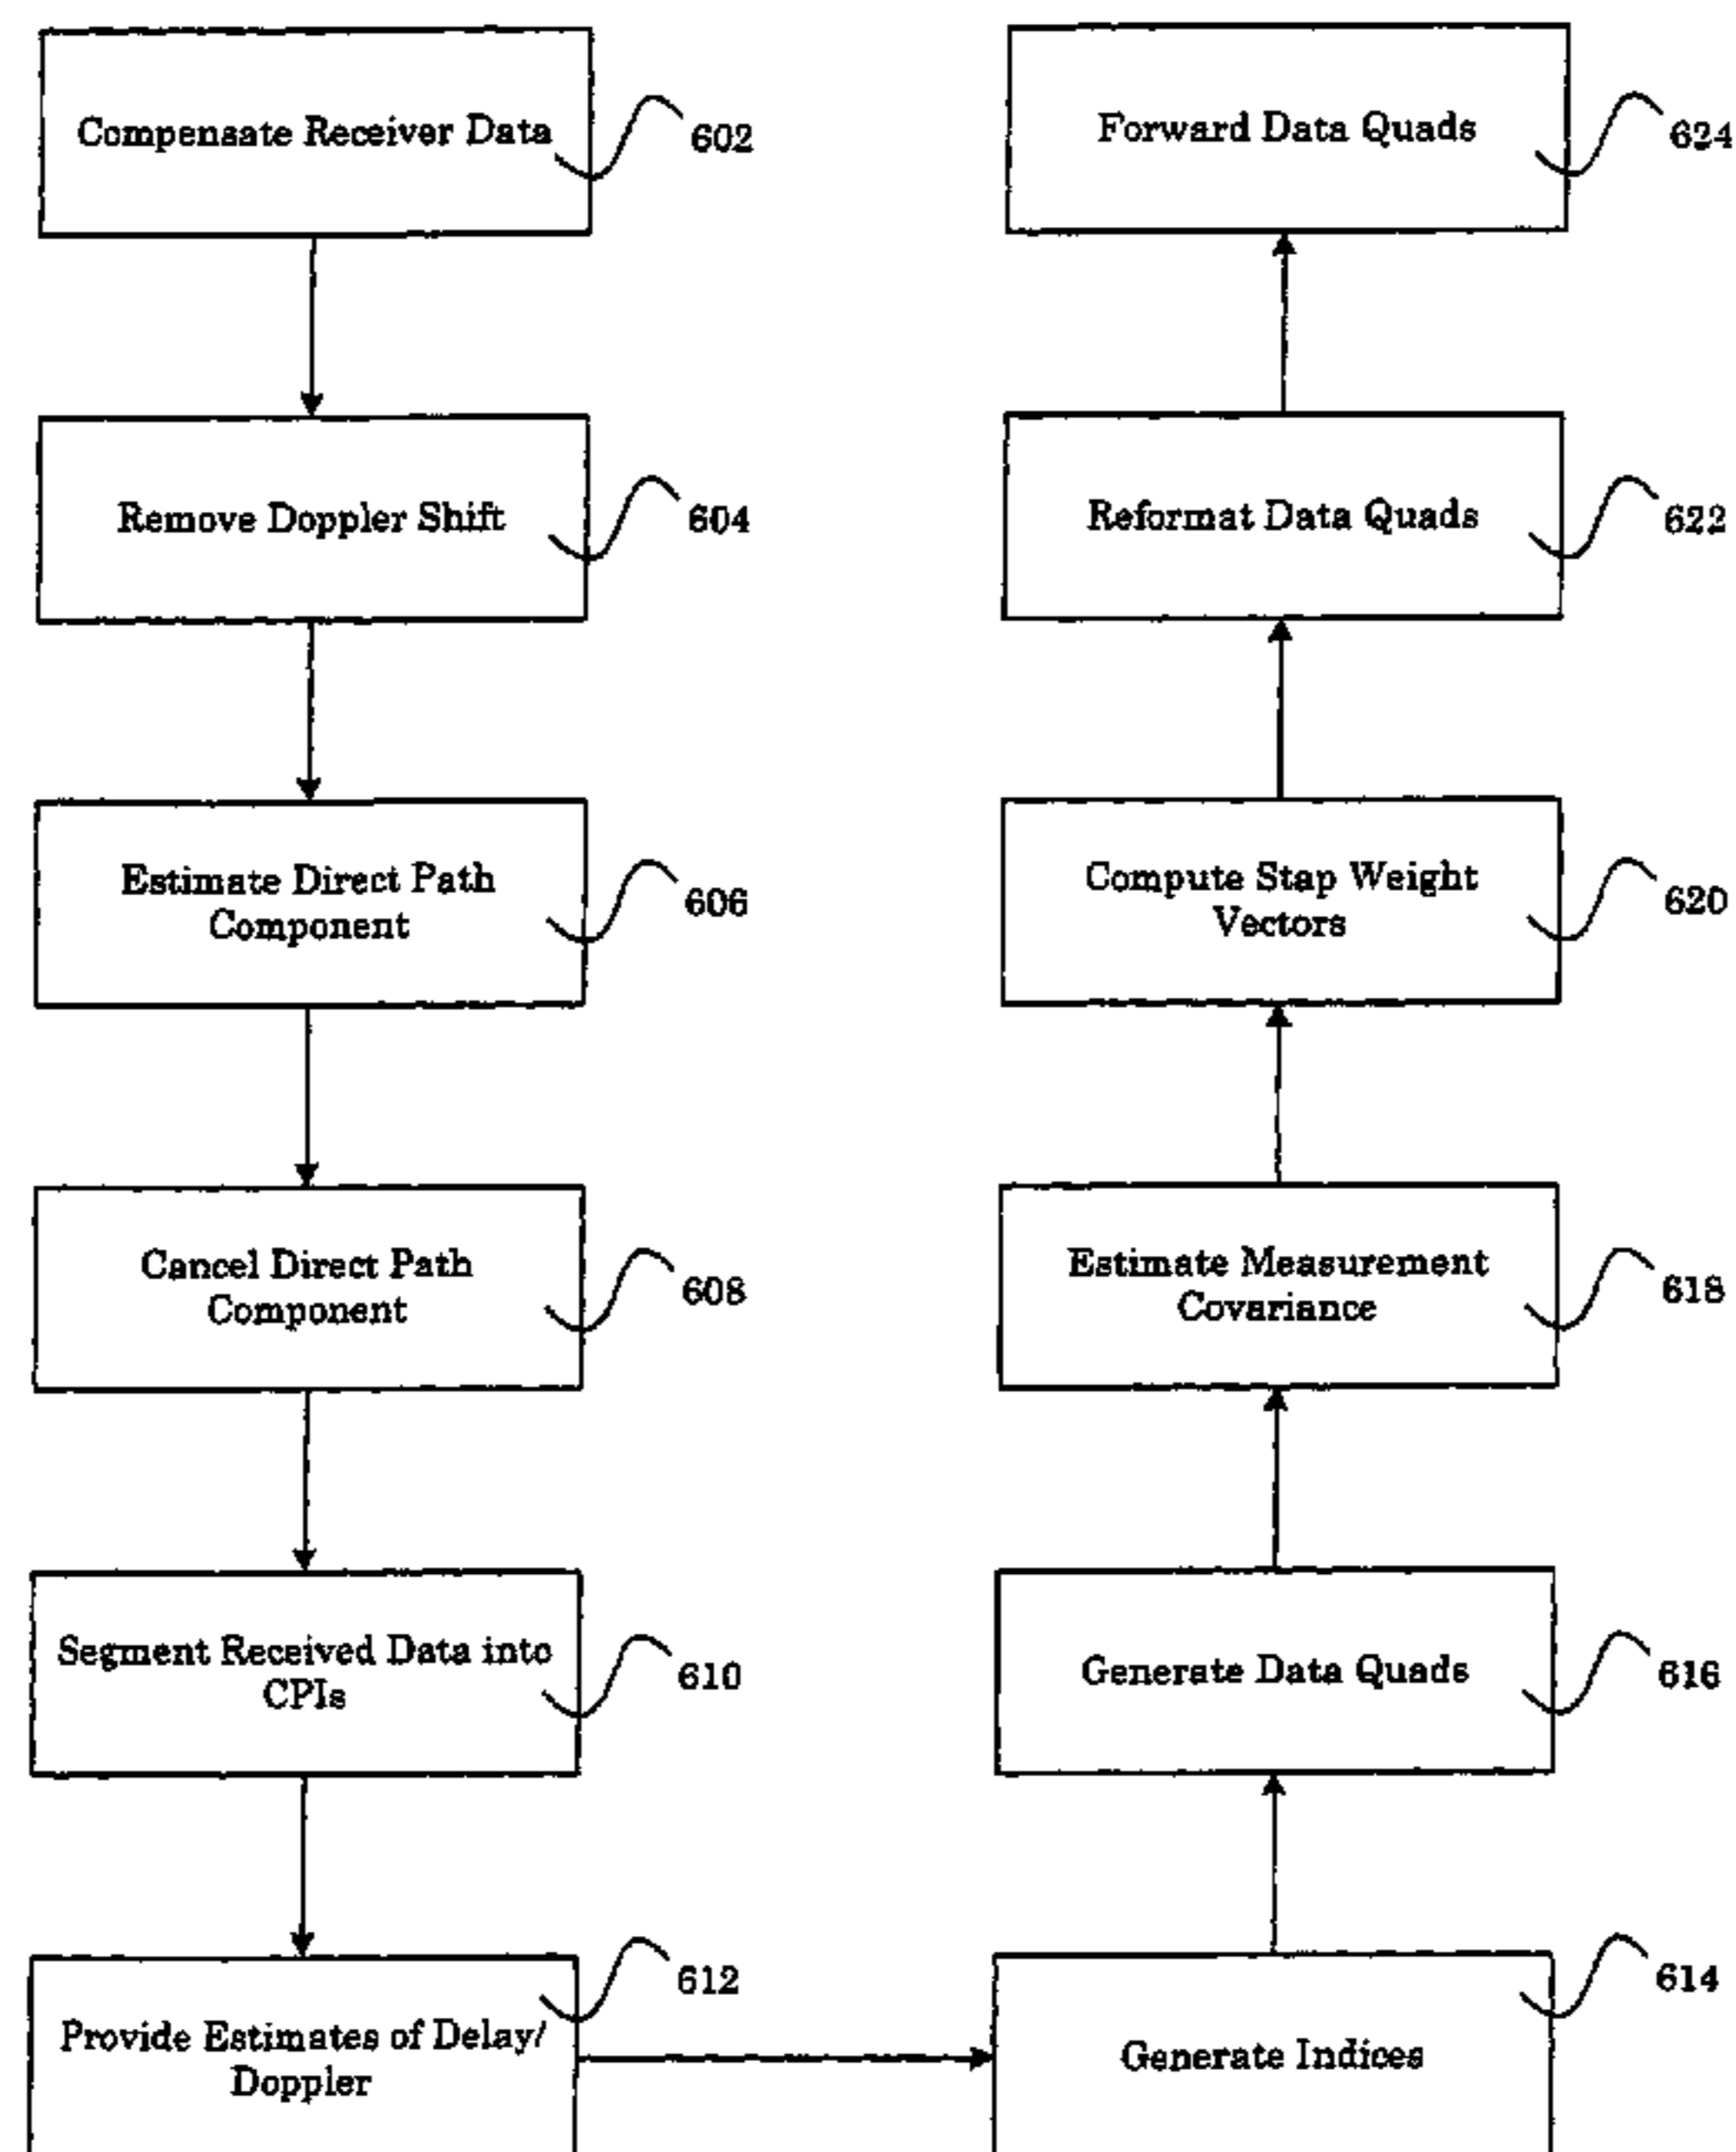 Compensate Receiver Data
602
Remove Doppler Shift
604
Estimate Direct Path
Component
606
Cancel Direct Path
Component
608
Segment Received Data into
CPIs
610
Provide Estimates of Delay/
Doppler
612
Generate Indices
614
Generate Data Quads
616
Estimate Measurement
Covariance
618
Compute Stap Weight
Vectors
620
Reformat Data Quads
622
Forward Data Quads
624